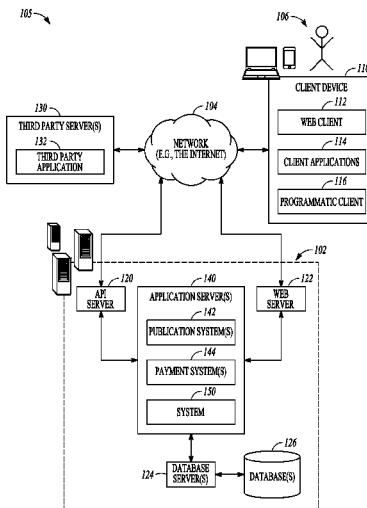 105
106
110
CLIENT DEVICE
112
WEB CLIENT
114
CLIENT APPLICATIONS
116
PROGRAMMATIC CLIENT
130
THIRD PARTY SERVER(S)
132
THIRD PARTY
APPLICATION
104
NETWORK
(E.G., THE INTERNET)
102
120
API
SERVER
140
APPLICATION SERVER(S)
142
PUBLICATION SYSTEM(S)
144
PAYMENT SYSTEM(S)
150
SYSTEM
122
WEB
SERVER
124
DATABASE
SERVER(S)
126
DATABASE(S)